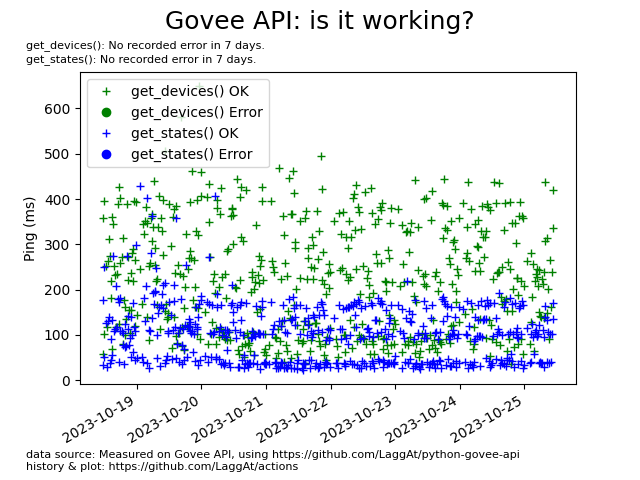 Govee API: is it working?
get_devices(): No recorded error in 7 days.
get_states(): No recorded error in 7 days.
get_devices() OK
get_devices() Error
get_states() OK
get_states() Error
Ping (ms)
600
500
400
300
200
100
0
2023-10-19
2023-10-20
2023-10-21
2023-10-22
2023-10-23
2023-10-24
2023-10-25
data source: Measured on Govee API, using https://github.com/LaggAt/python-govee-api
history & plot: https://github.com/LaggAt/actions